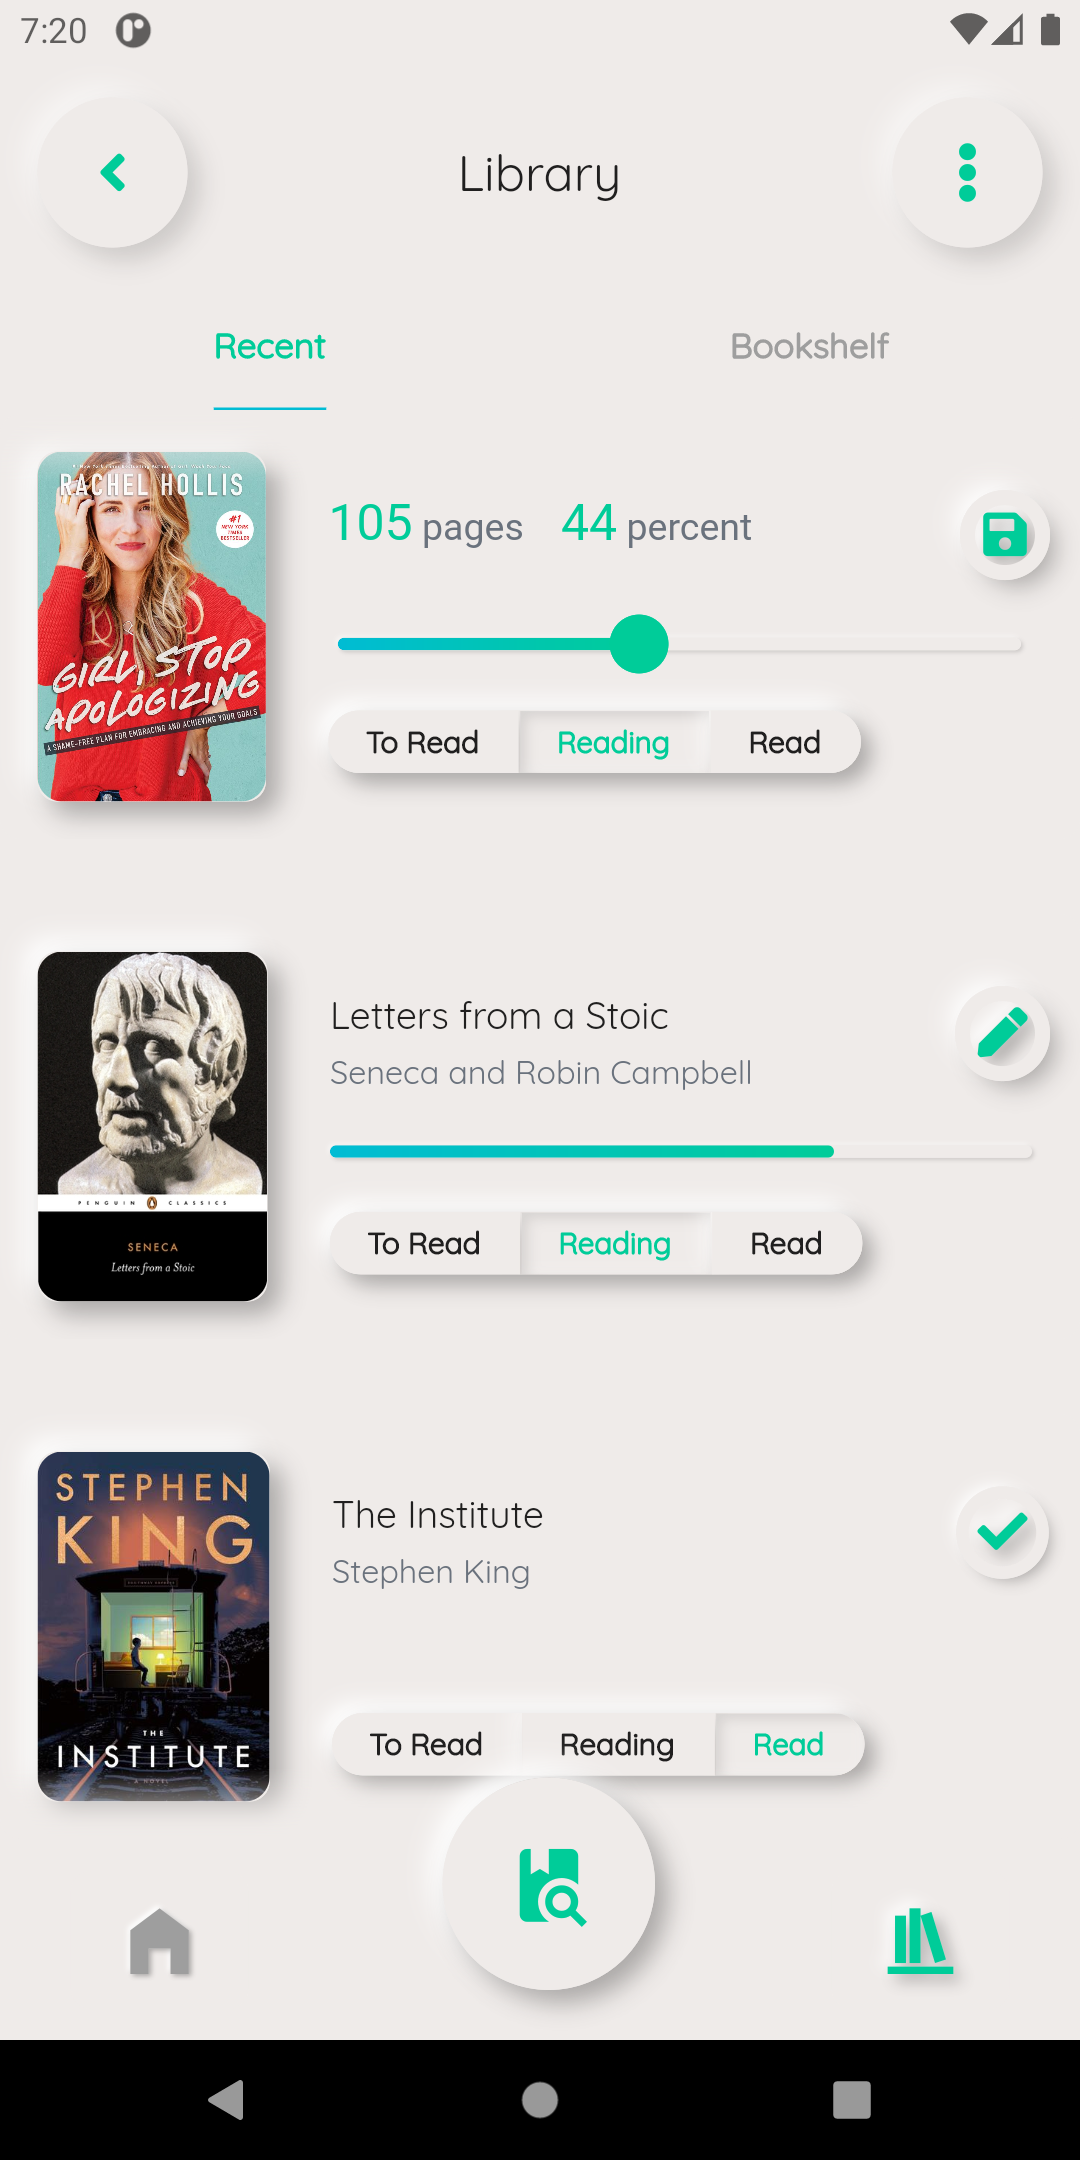 7:20
Library
Recent
Bookshelf
RACHEL HOLLIS
#1
NEW YORK
TIMES
BESTSELLER
GIRL, STOP
APOLOGIZING
A SHAME-FREE PLAN FOR EMBRACING AND ACHIEVING YOUR GOALS
105 pages 44 percent
To Read Reading Read
PENGUIN CLASSICS
SENECA
Letters from a Stoic
Letters from a Stoic
Seneca and Robin Campbell
To Read Reading Read
STEPHEN
KING
THE
INSTITUTE
A NOVEL
The Institute
Stephen King
To Read Reading Read